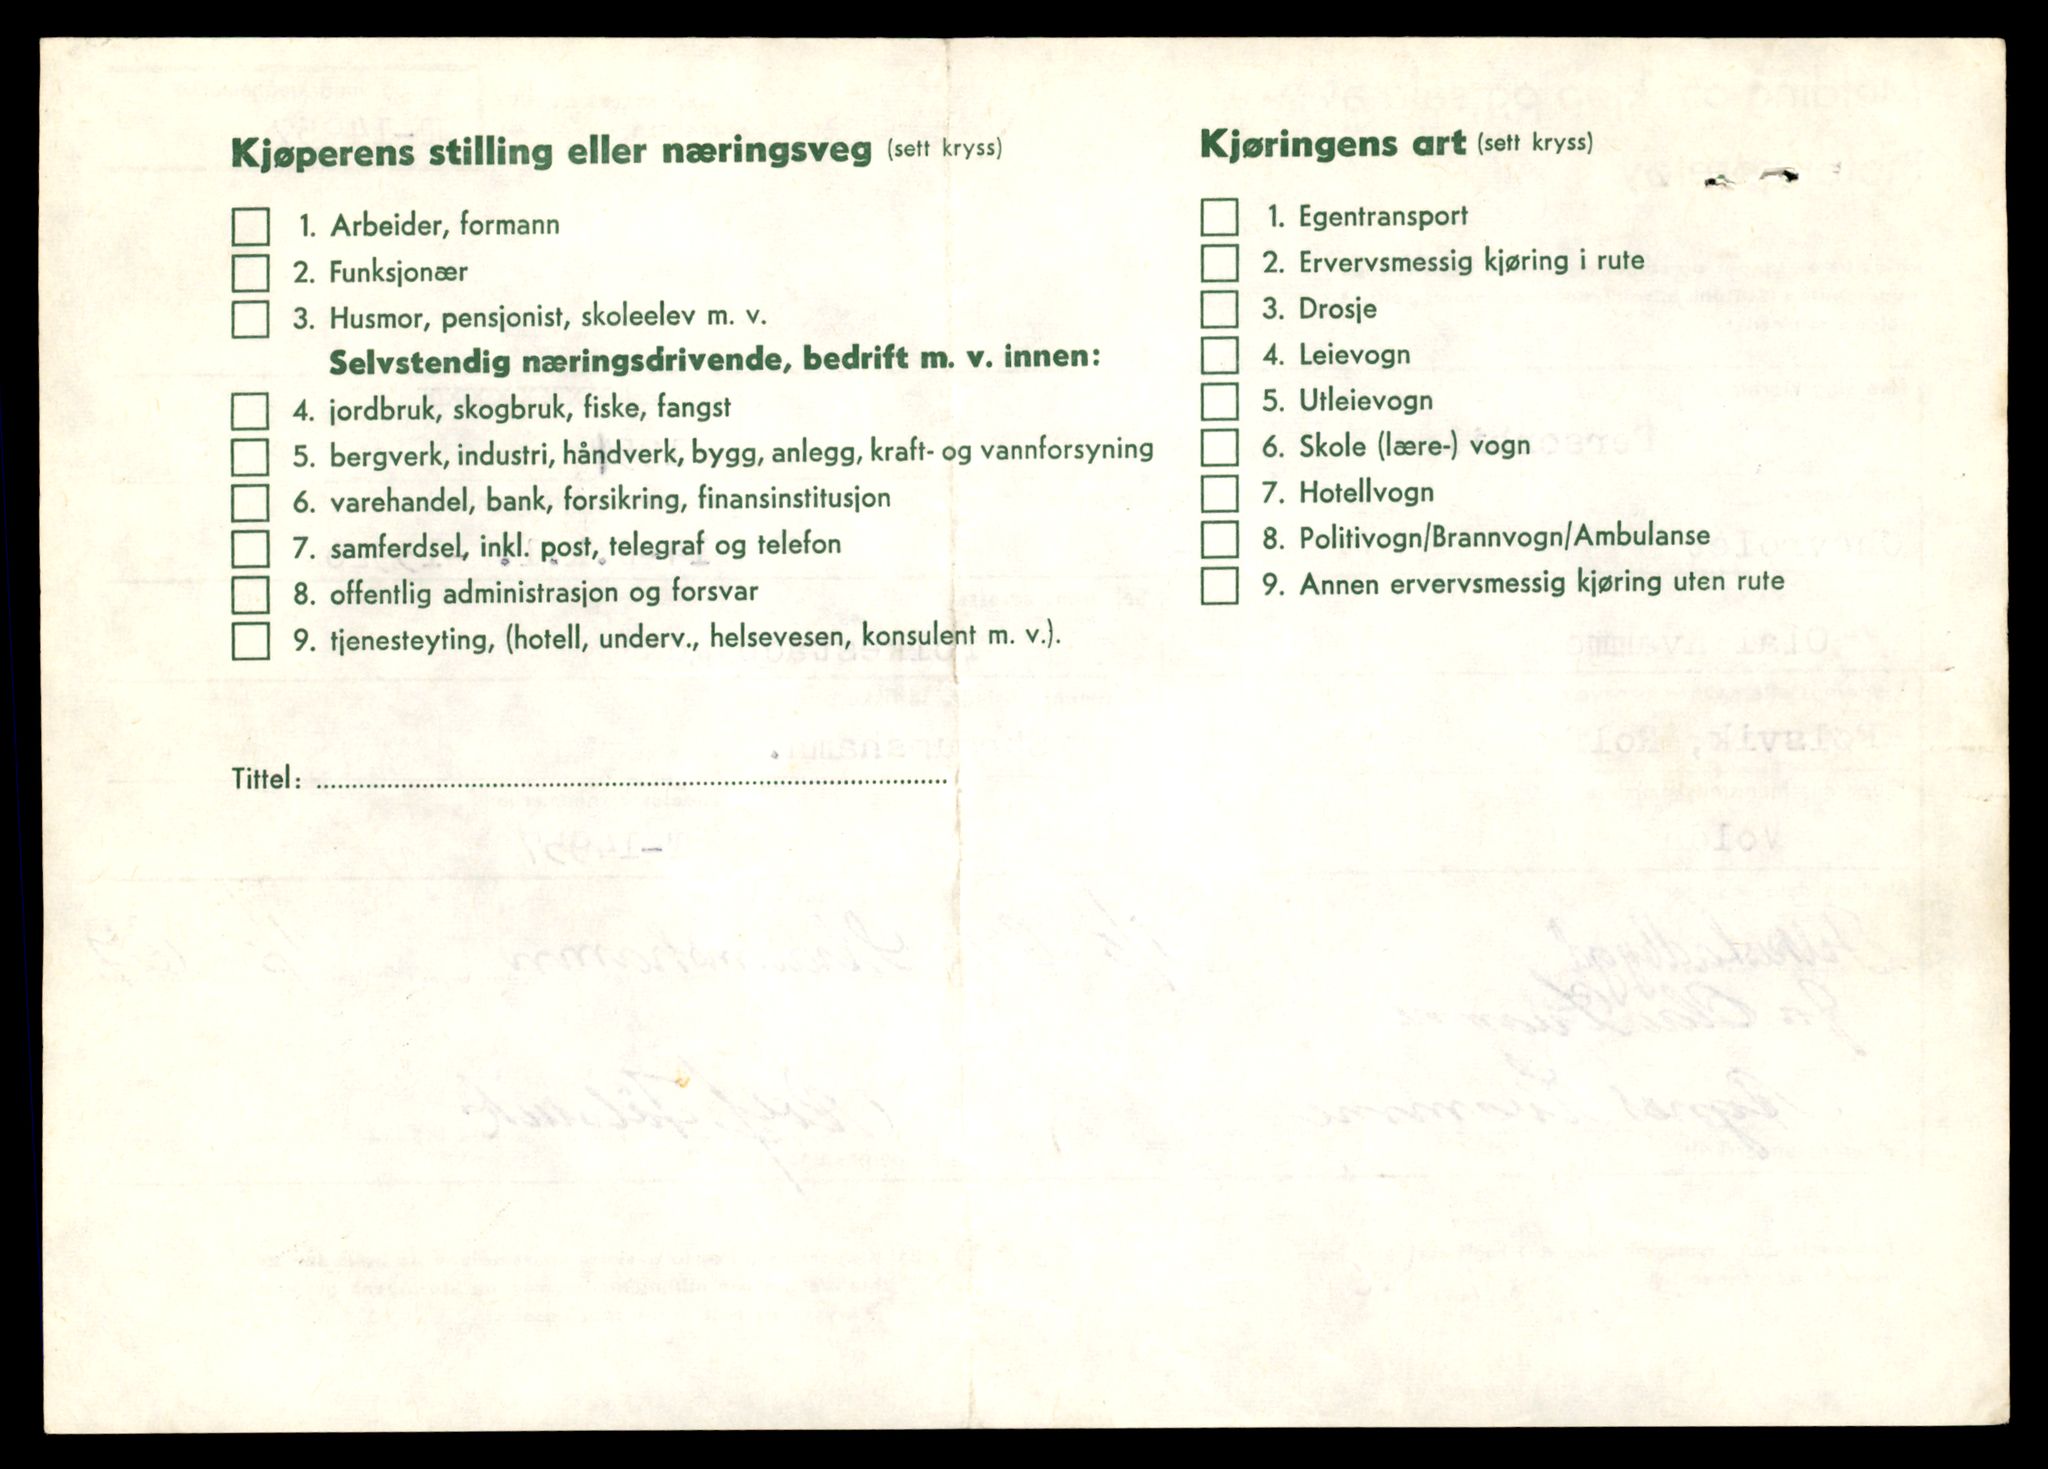 Kjøperens stilling eller næringsveg (sett kryss)
1. Arbeider, formann
2. Funksjonær
3. Husmor, pensjonist, skoleelev m. v.
Selvstendig næringsdrivende, bedrift m. v. innen:
4. jordbruk, skogbruk, fiske, fangst
5. bergverk, industri, håndverk, bygg, anlegg, kraft- og vannforsyning
6. varehandel, bank, forsikring, finansinstitusjon
7. samferdsel, inkl. post, telegraf og telefon
8. offentlig administrasjon og forsvar
9. tjenesteyting, (hotell, underv., helsevesen, konsulent m. v.).
Tittel:
Kjøringens art (sett kryss)
1. Egentransport
2. Ervervsmessig kjøring i rute
3. Drosje
4. Leievogn
5. Utleievogn
6. Skole (lære-) vogn
7. Hotellvogn
8. Politivogn/Brannvogn/Ambulanse
9. Annen ervervsmessig kjøring uten rute